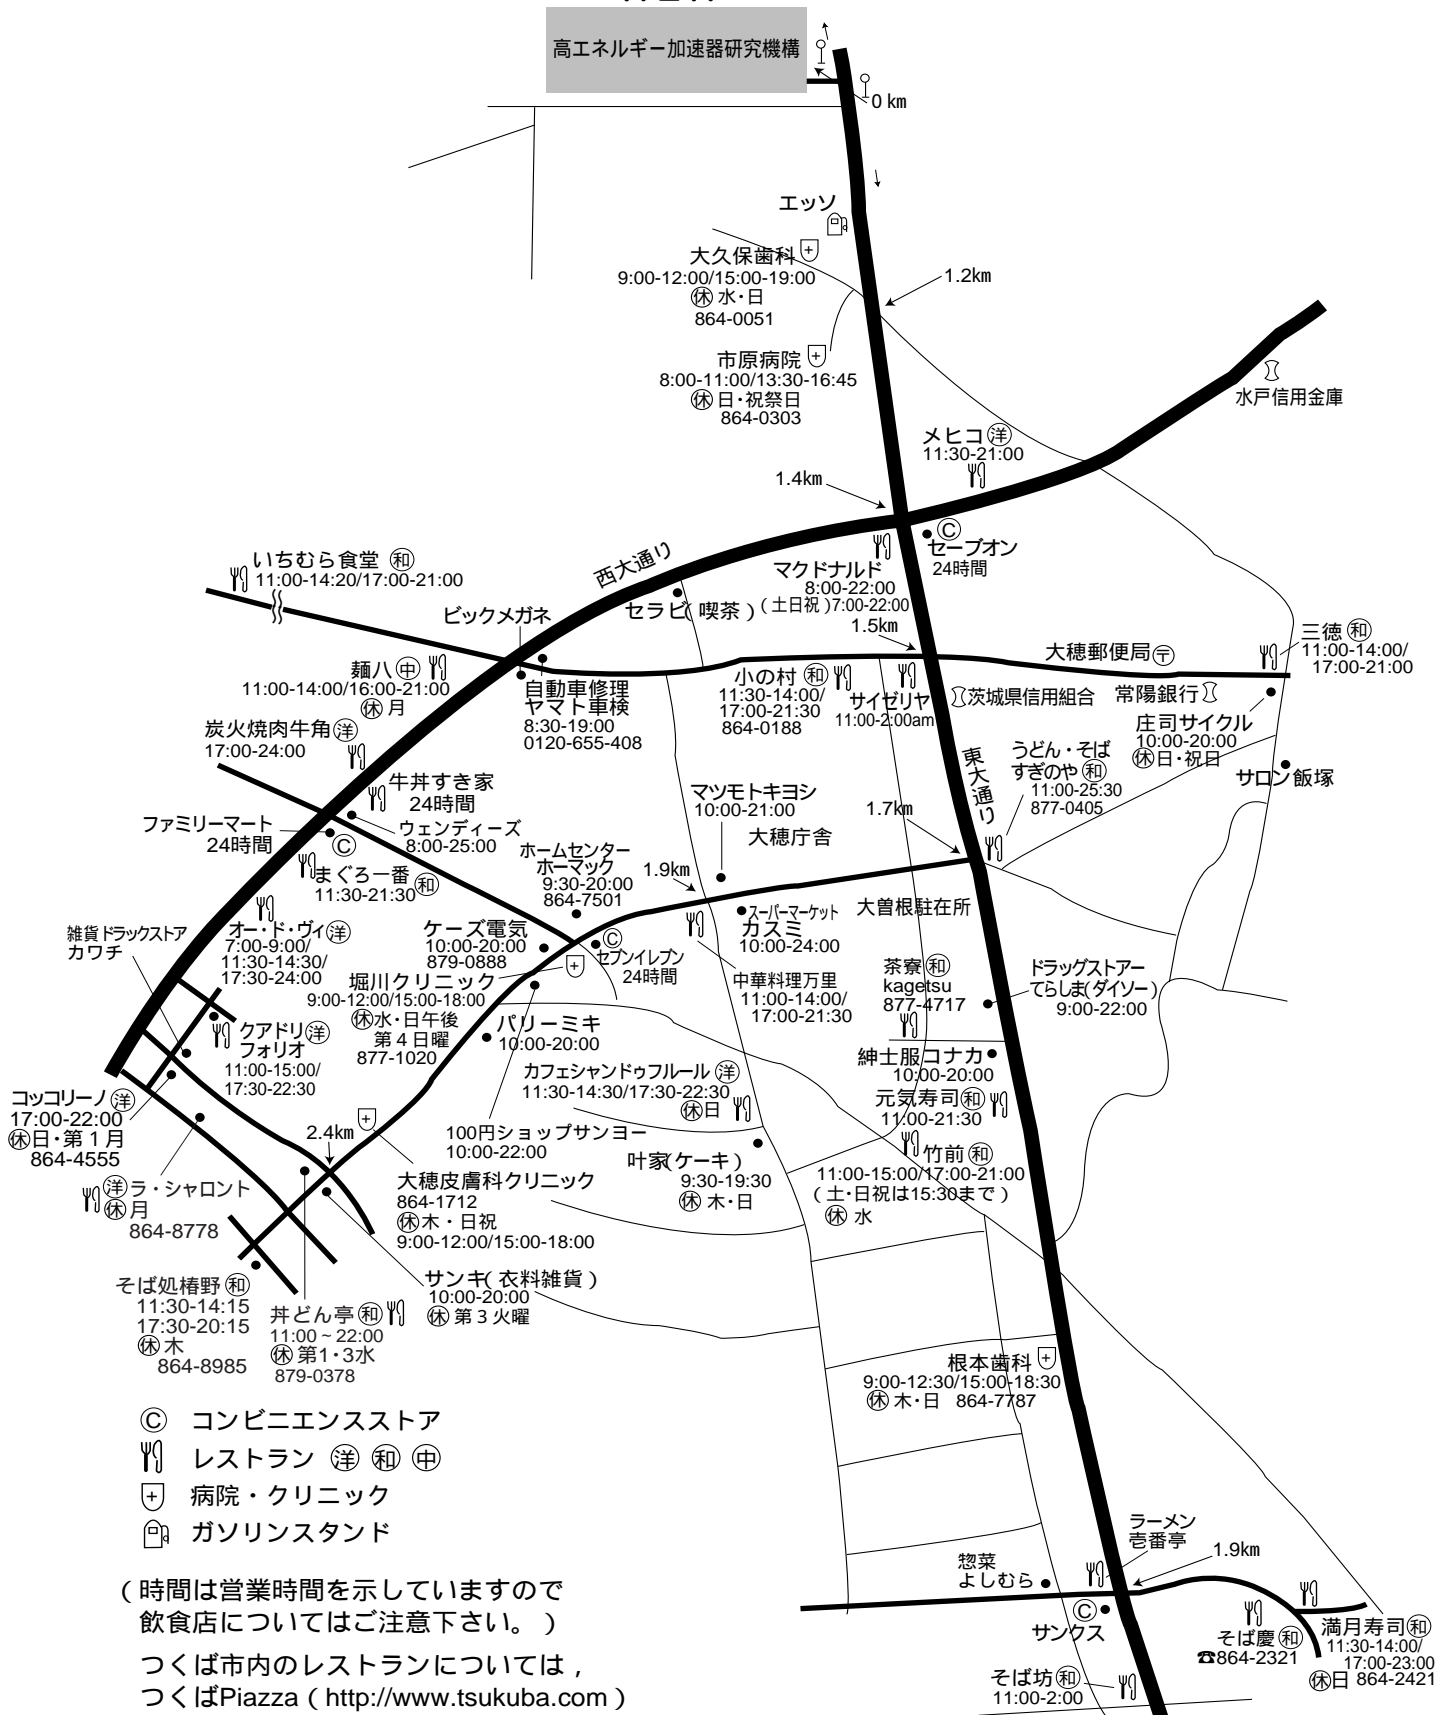 高エネルギー加速器研究機構
0㎞
エッソ
大久保歯科
9:00-12:00/15:00-19:00
㊡水・日
864-0051
1.2㎞
市原病院
8:00-11:00/13:30-16:45
㊡日・祝祭日
864-0303
水戸信用金庫
メヒコ 洋
11:30-21:00
1.4㎞
Ⓒ
セーブオン
24時間
西大通り
マクドナルド
8:00-22:00
(土日祝)7:00-22:00
いちむら食堂 和
11:00-14:20/17:00-21:00
ビックメガネ
セラビ(喫茶)
1.5㎞
大穂郵便局〒
三徳 和
11:00-14:00/
17:00-21:00
麺八 中
11:00-14:00/16:00-21:00
㊡月
自動車修理
ヤマト車検
8:30-19:00
0120-655-408
小の村 和
11:30-14:00/
17:00-21:30
864-0188
サイゼリヤ
11:00-2:00am
茨城県信用組合
常陽銀行
庄司サイクル
10:00-20:00
㊡日・祝日
サロン飯塚
炭火焼肉牛角 洋
17:00-24:00
牛丼すき家
24時間
ウェンディーズ
8:00-25:00
ファミリーマート
24時間
Ⓒ
まぐろ一番 和
11:30-21:30
東大通り
うどん・そば
すぎのや 和
11:00-25:30
877-0405
マツモトキヨシ
10:00-21:00
1.7㎞
大穂庁舎
ホームセンター
ホーマック
9:30-20:00
864-7501
1.9㎞
スーパーマーケット
カスミ
10:00-24:00
大曽根駐在所
オー・ド・ヴィ 洋
7:00-9:00/
11:30-14:30/
17:30-24:00
雑貨ドラックストア
カワチ
ケーズ電気
10:00-20:00
879-0888
Ⓒ
セブンイレブン
24時間
堀川クリニック
9:00-12:00/15:00-18:00
㊡水・日午後
第4日曜
877-1020
中華料理万里
11:00-14:00/
17:00-21:30
茶寮 和
kagetsu
877-4717
ドラッグストアー
てらしま(ダイソー)
9:00-22:00
クアドリ 洋
フォリオ
11:00-15:00/
17:30-22:30
パリーミキ
10:00-20:00
紳士服コナカ
10:00-20:00
カフェシャンドゥフルール 洋
11:30-14:30/17:30-22:30
㊡日
元気寿司 和
11:00-21:30
コッコリーノ 洋
17:00-22:00
㊡日・第1月
864-4555
2.4㎞
100円ショップサンヨー
10:00-22:00
叶家(ケーキ)
9:30-19:30
㊡木・日
竹前 和
11:00-15:00/17:00-21:00
(土・日祝は15:30まで)
㊡水
大穂皮膚科クリニック
864-1712
㊡木・日祝
9:00-12:00/15:00-18:00
洋 ラ・シャロント
㊡月
864-8778
そば処椿野 和
11:30-14:15
17:30-20:15
㊡木
864-8985
丼どん亭 和
11:00~22:00
㊡第1・3水
879-0378
サンキ(衣料雑貨)
10:00-20:00
㊡第3火曜
根本歯科
9:00-12:30/15:00-18:30
㊡木・日 864-7787
Ⓒ コンビニエンスストア
レストラン 洋 和 中
病院・クリニック
ガソリンスタンド
(時間は営業時間を示していますので
飲食店についてはご注意下さい。)
つくば市内のレストランについては,
つくばPiazza(http://www.tsukuba.com)
ラーメン
壱番亭
1.9㎞
惣菜
よしむら
Ⓒ
サンクス
そば慶 和
☎864-2321
満月寿司 和
11:30-14:00/
17:00-23:00
㊡日 864-2421
そば坊 和
11:00-2:00